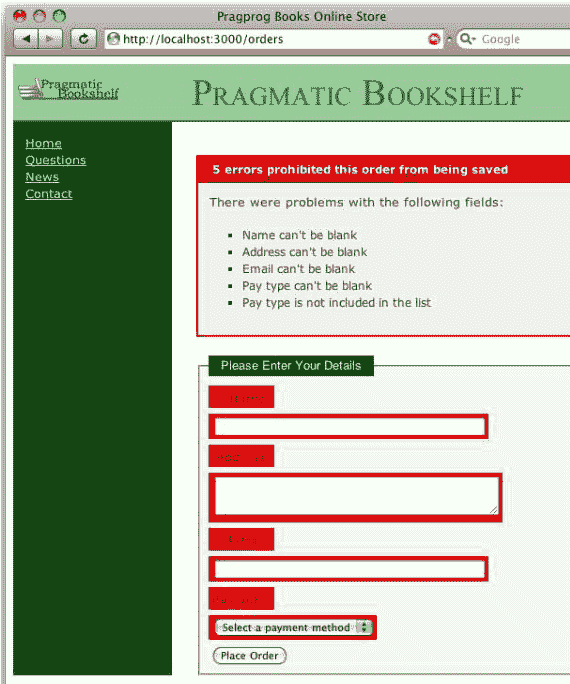 Pragprog Books Online Store
http://localhost:3000/orders
Google
Pragmatic
Bookshelf
PRAGMATIC BOOKSHELF
Home
Questions
News
Contact
5 errors prohibited this order from being saved
There were problems with the following fields:
Name can't be blank
Address can't be blank
Email can't be blank
Pay type can't be blank
Pay type is not included in the list
Please Enter Your Details
Select a payment method
Place Order